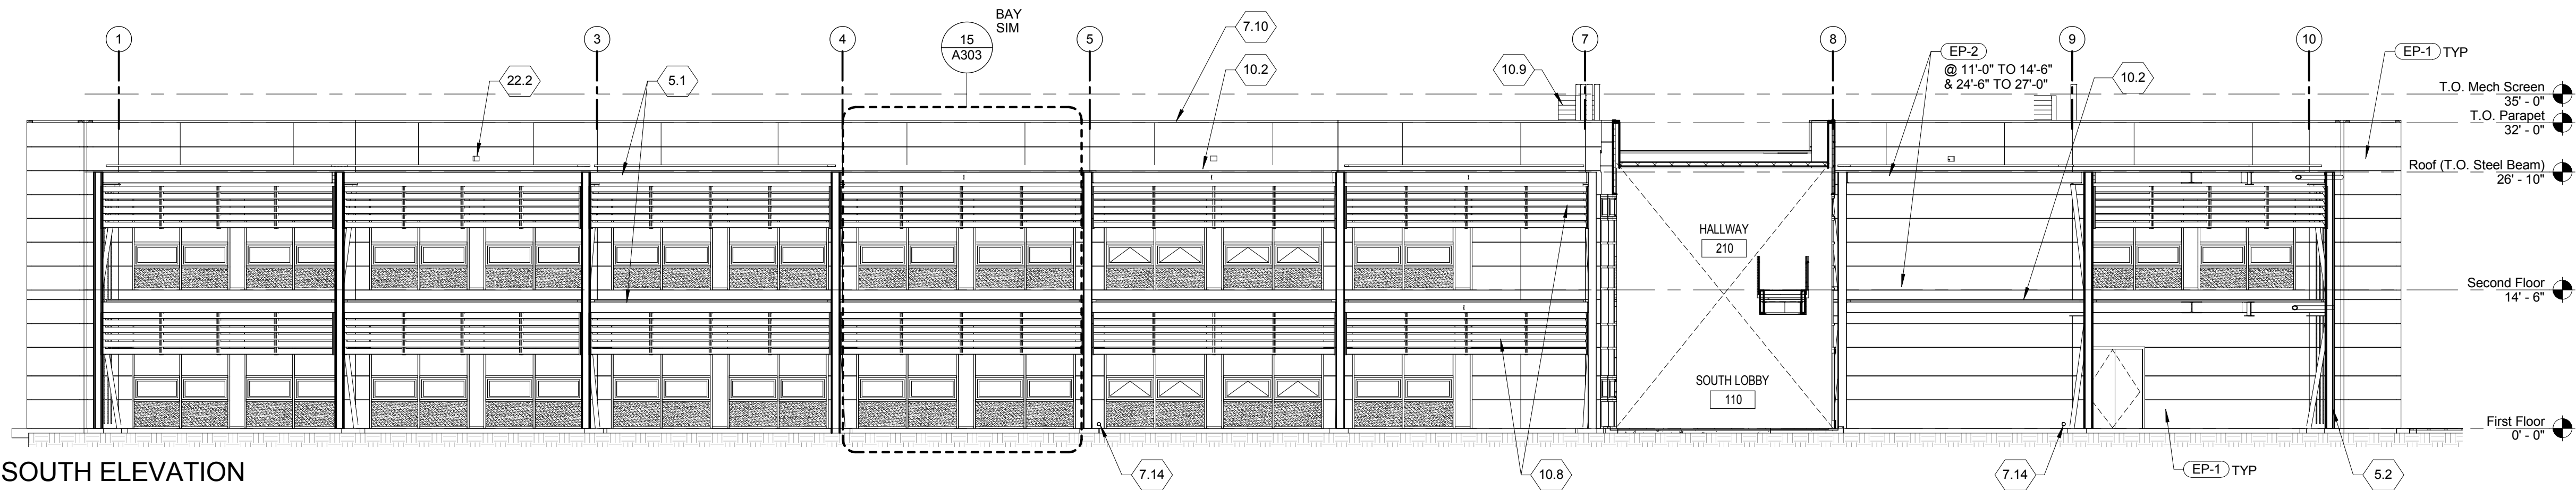 BAY
SIM
1
3
4
15
A303
5
7.10
7
8
EP-2
@ 11'-0" TO 14'-6"
& 24'-6" TO 27'-0"
9
10
EP-1 TYP
22.2
5.1
10.2
10.9
10.2
T.O. Mech Screen
35' - 0"
T.O. Parapet
32' - 0"
Roof (T.O. Steel Beam)
26' - 10"
HALLWAY
210
Second Floor
14' - 6"
SOUTH LOBBY
110
First Floor
0' - 0"
SOUTH ELEVATION
7.14
10.8
7.14
EP-1 TYP
5.2